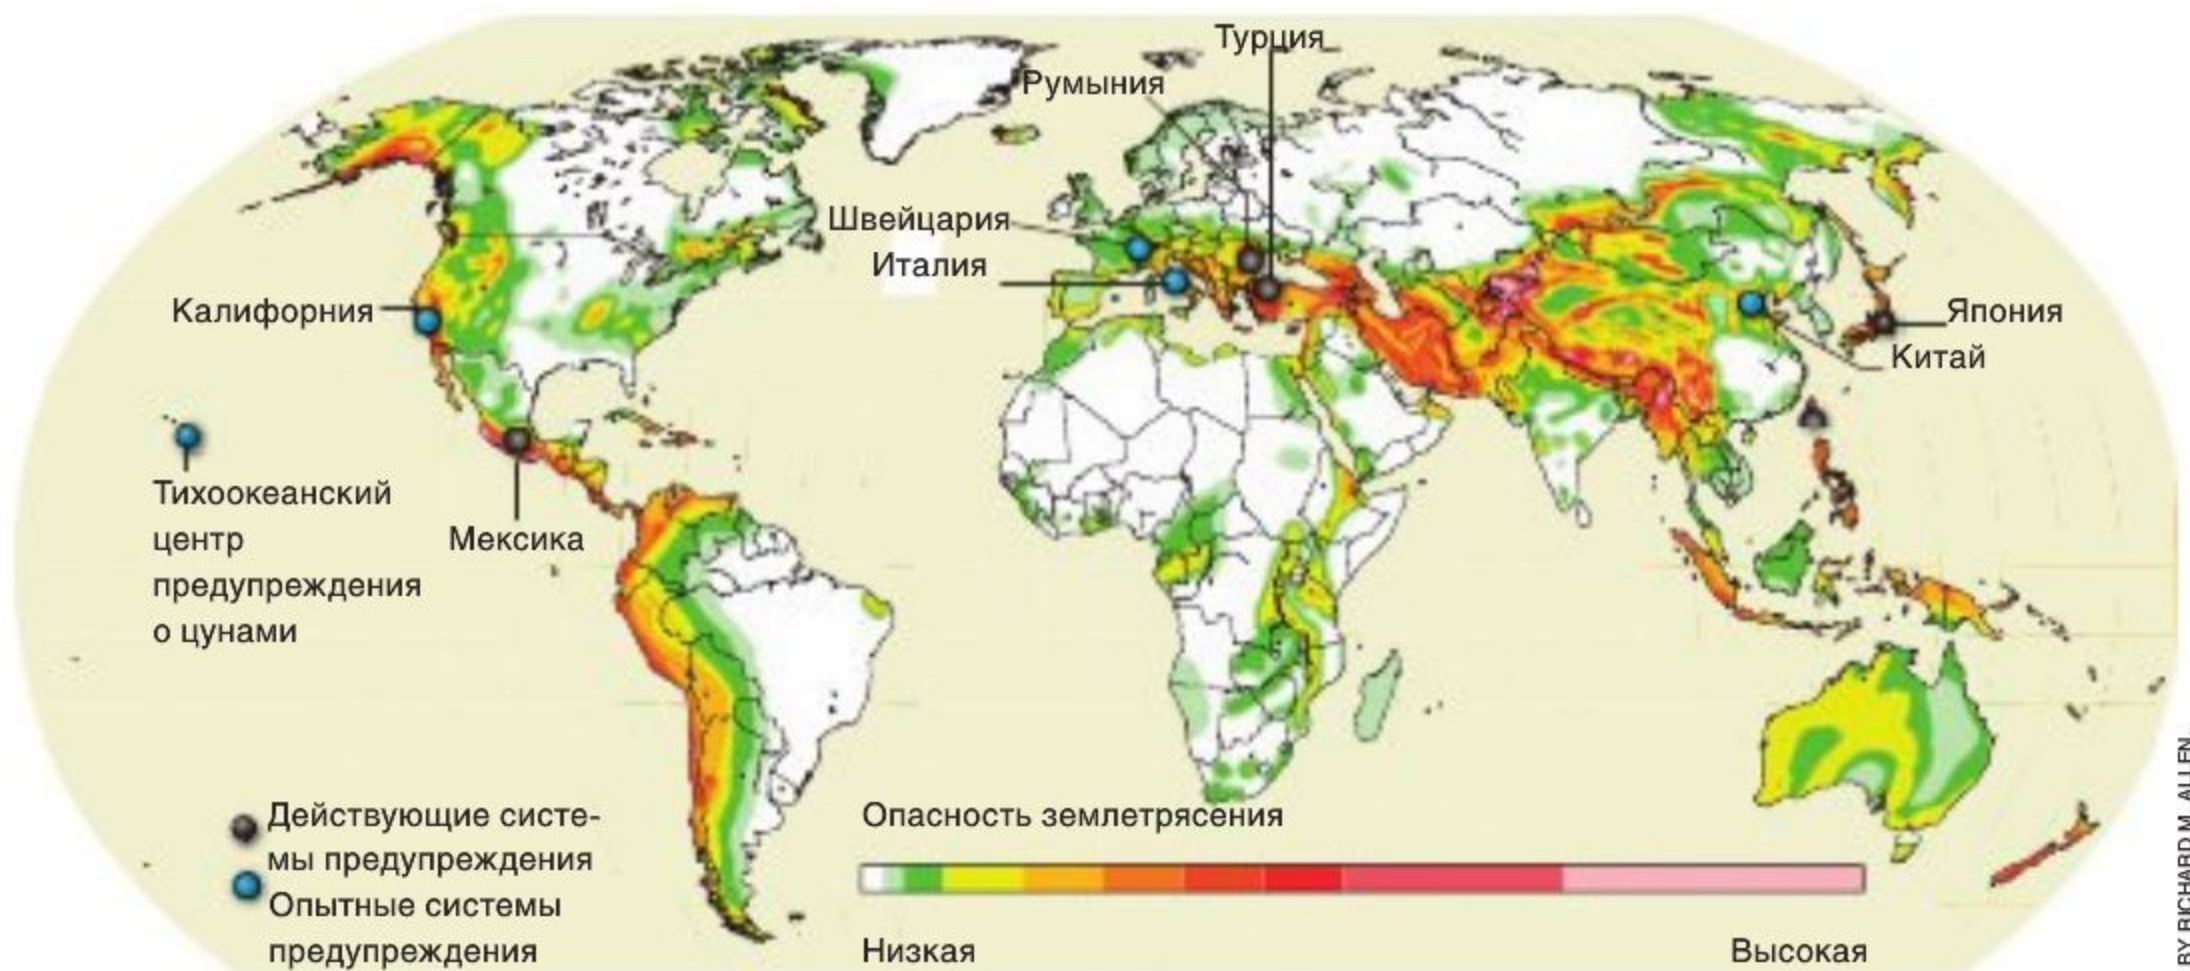 Турция
Румыния
Швейцария
Италия
Калифорния
Япония
Китай
Тихоокеанский
центр
предупреждения
о цунами
Мексика
Действующие систе-
мы предупреждения
Опытные системы
предупреждения
Опасность землетрясения
Низкая
Высокая
BY RICHARD M. ALLEN,